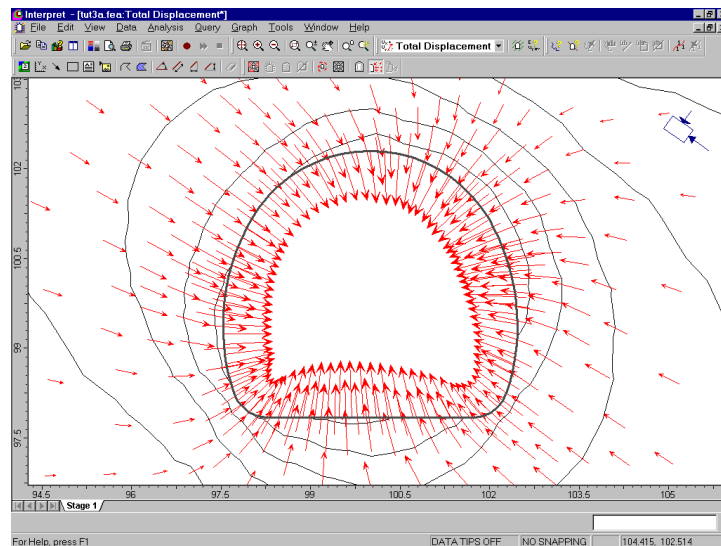 Interpret - [tut3a.fea:Total Displacement*]
File Edit View Data Analysis Query Graph Tools Window Help
Total Displacement
103
102
100.5
99
97.5
94.5 96 97.5 99 100.5 102 103.5 105
Stage 1
For Help, press F1 DATA TIPS OFF NO SNAPPING 104.415, 102.514